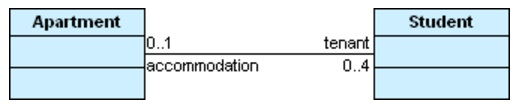 Apartment
Student
0..1
tenant
accommodation
0..4